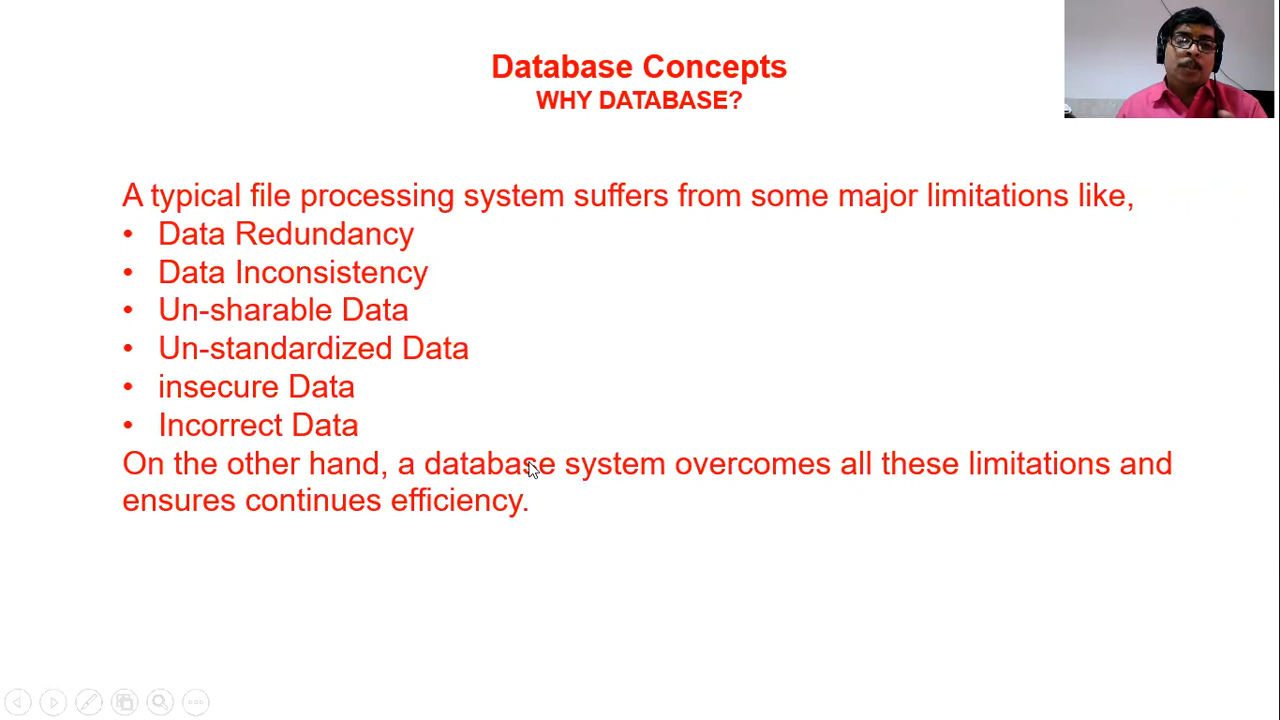 Database Concepts
WHY DATABASE?
A typical file processing system suffers from some major limitations like,
• Data Redundancy
• Data Inconsistency
• Un-sharable Data
• Un-standardized Data
• insecure Data
• Incorrect Data
On the other hand, a database system overcomes all these limitations and
ensures continues efficiency.